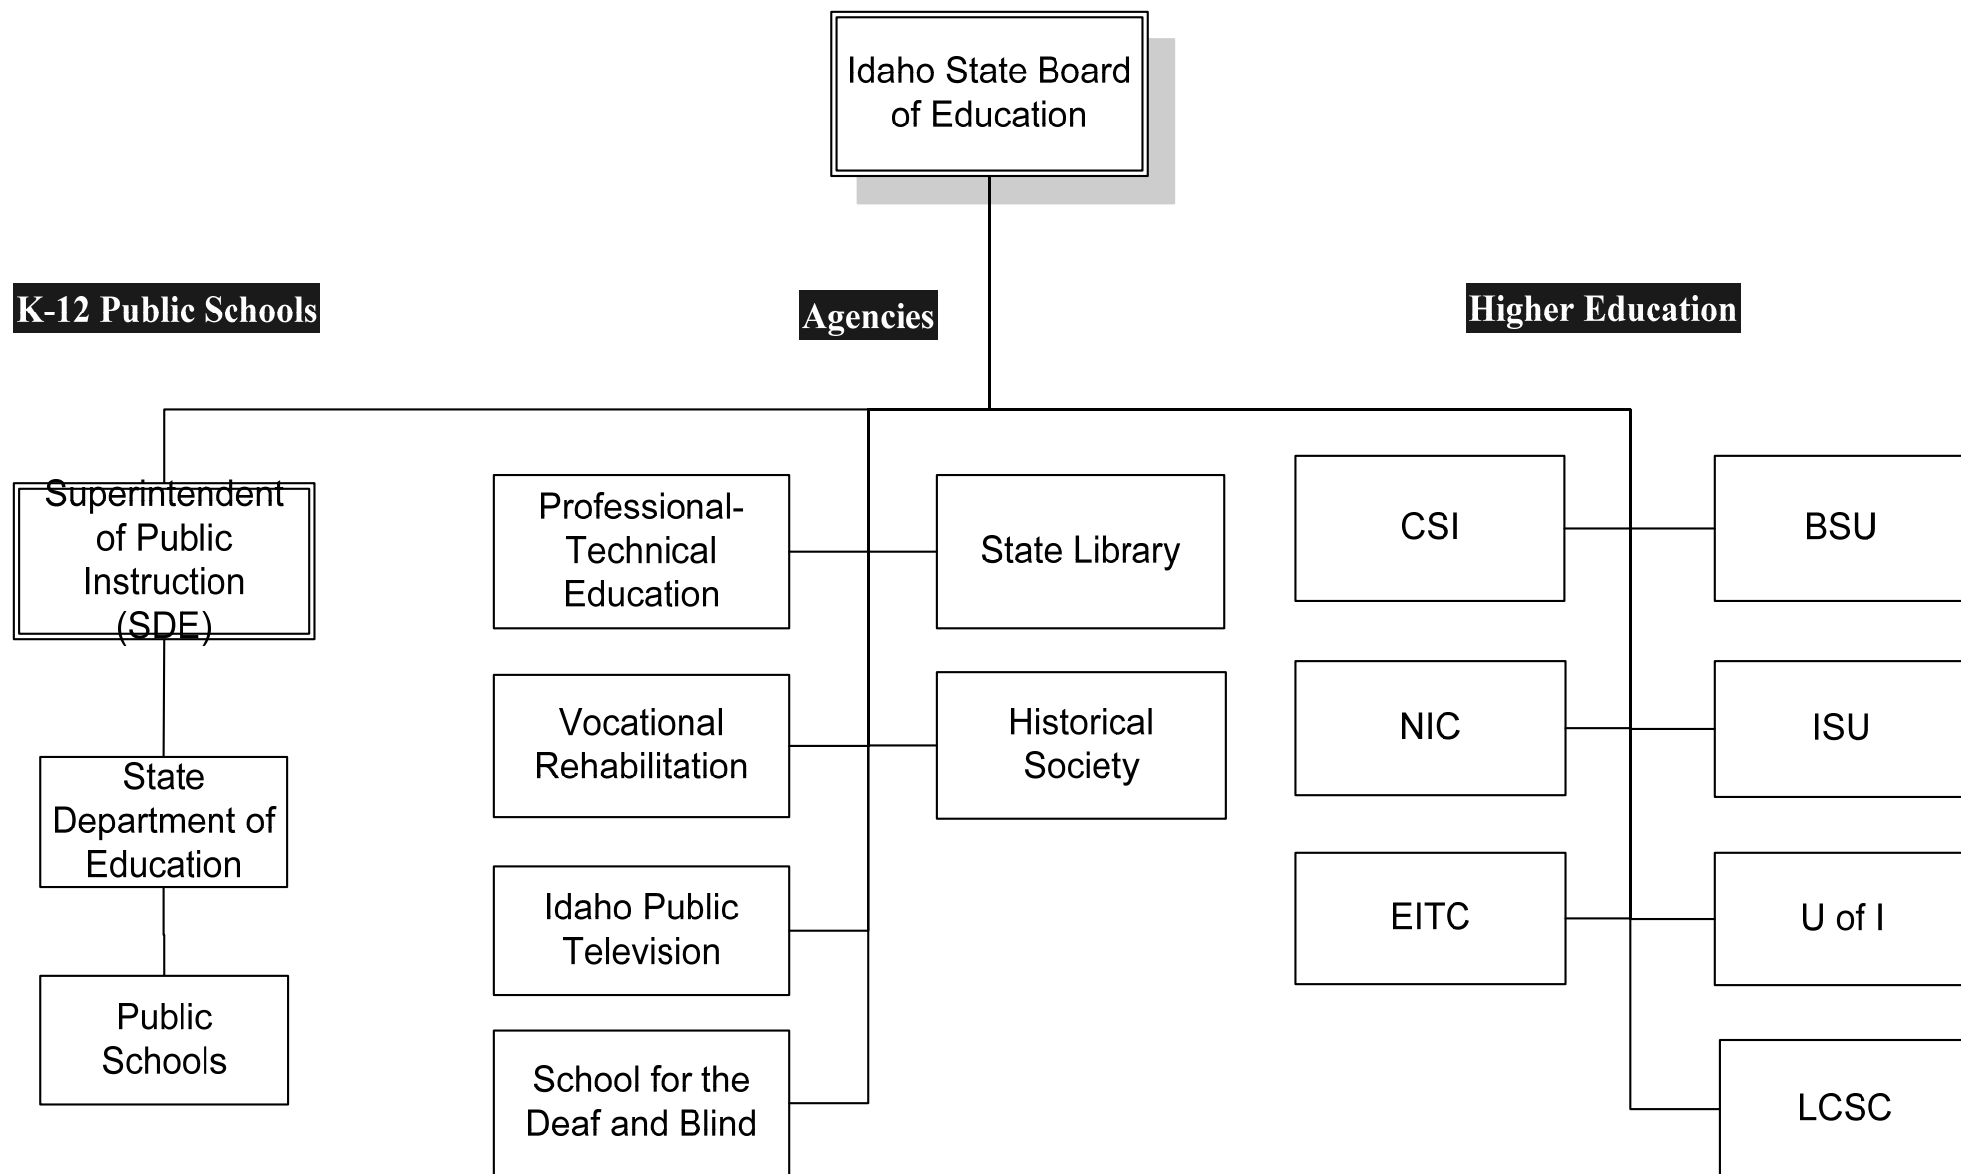 Idaho State Board
of Education
K-12 Public Schools
Agencies
Higher Education
Superintendent
of Public
Instruction
(SDE)
State
Department of
Education
Public
Schools
Professional-
Technical
Education
State Library
Vocational
Rehabilitation
Historical
Society
Idaho Public
Television
School for the
Deaf and Blind
CSI
BSU
NIC
ISU
EITC
U of I
LCSC